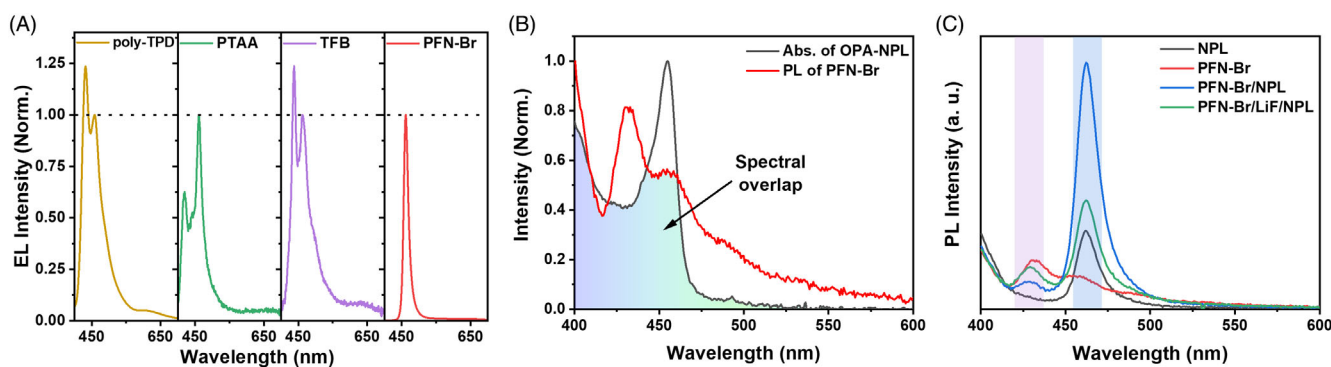 (A)
poly-TPD
PTAA
TFB
PFN-Br
EL Intensity (Norm.)
1.25
1.00
0.75
0.50
0.25
0.00
450 650 450 650 450 650 450 650
Wavelength (nm)
(B)
Abs. of OPA-NPL
PL of PFN-Br
Spectral
overlap
Intensity (Norm.)
1.0
0.8
0.6
0.4
0.2
0.0
400 450 500 550 600
Wavelength (nm)
(C)
NPL
PFN-Br
PFN-Br/NPL
PFN-Br/LiF/NPL
PL Intensity (a. u.)
400 450 500 550 600
Wavelength (nm)